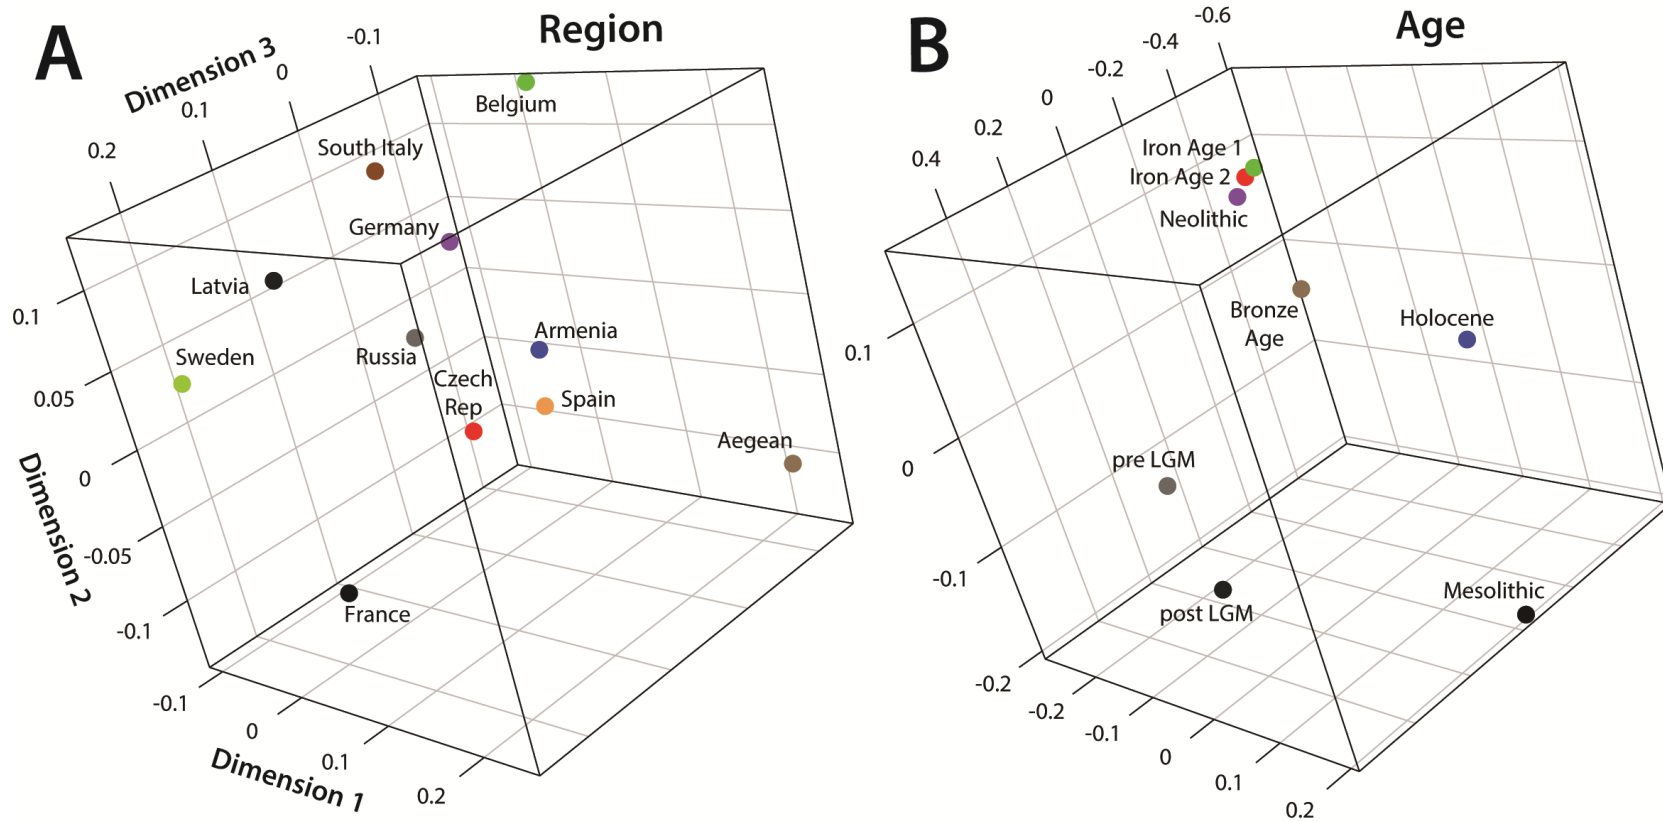 A
Region
Dimension 3
-0.1
0
0.1
0.2
Belgium
South Italy
Germany
Latvia
Russia
Armenia
Sweden
Czech
Rep
Spain
Aegean
France
0.1
0.05
0
-0.05
-0.1
Dimension 2
-0.1
0
0.1
0.2
Dimension 1
B
Age
-0.6
-0.4
-0.2
0
0.2
0.4
Iron Age 1
Iron Age 2
Neolithic
Bronze
Age
Holocene
pre LGM
post LGM
Mesolithic
0.1
0
-0.1
-0.2
-0.2
-0.1
0
0.1
0.2